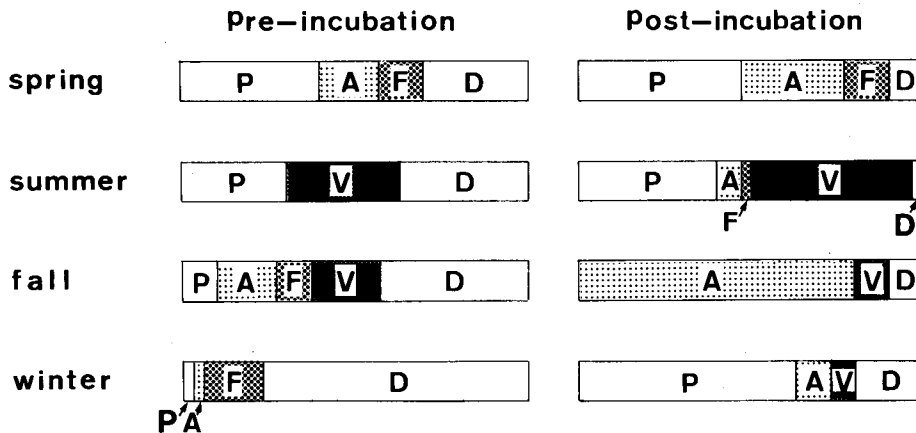 Pre-incubation Post-incubation
spring P A F D P A F D
summer P V D P A V
F D
fall P A F V D A V D
winter F D P A V D
P A